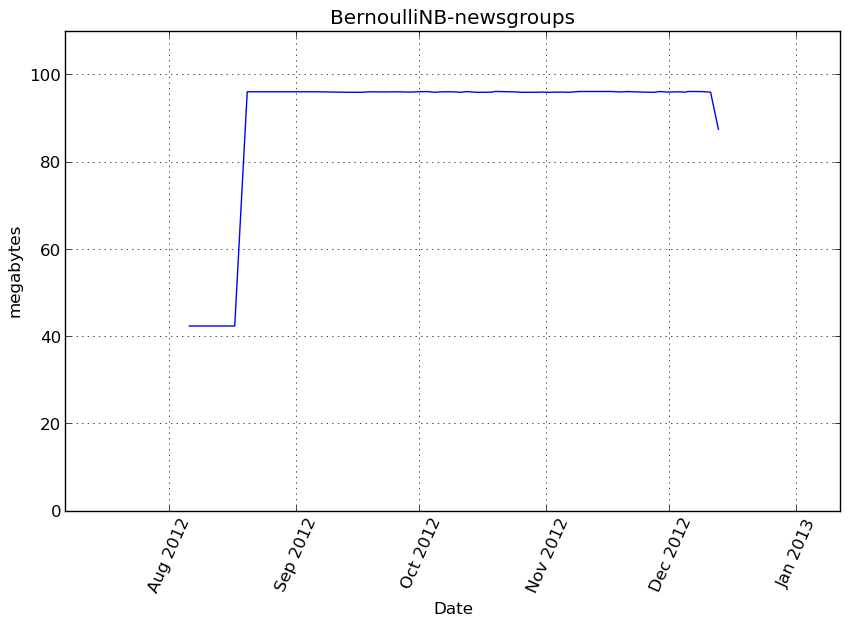 BernoulliNB-newsgroups
100
80
60
40
20
0
megabytes
Aug 2012
Sep 2012
Oct 2012
Nov 2012
Dec 2012
Jan 2013
Date